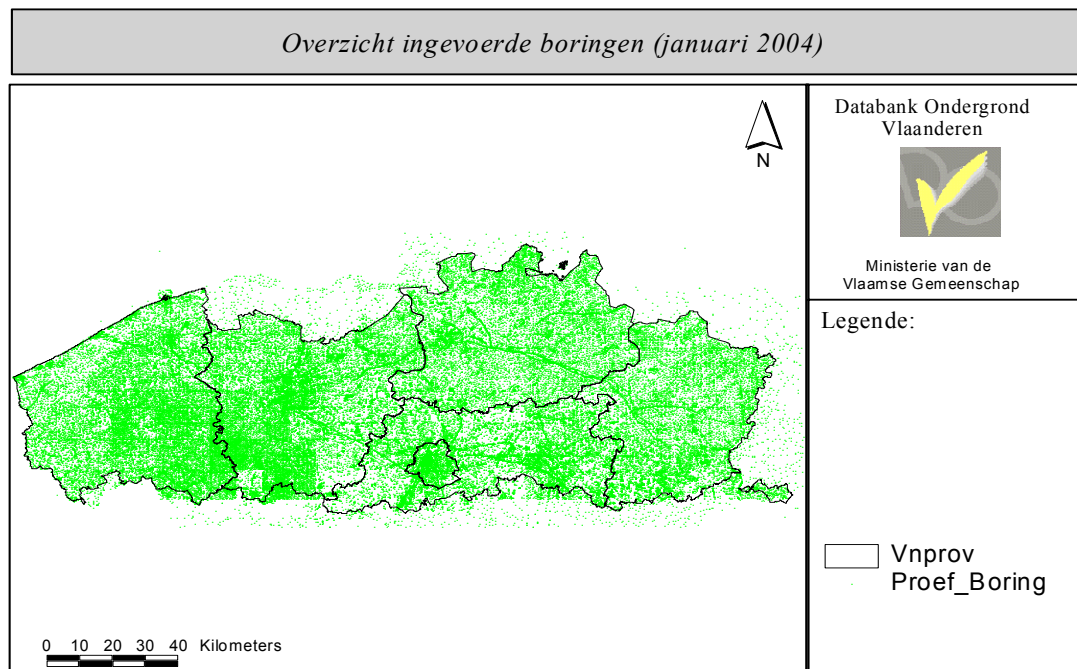 Overzicht ingevoerde boringen (januari 2004)
N
0 10 20 30 40 Kilometers
Databank Ondergrond
Vlaanderen
Ministerie van de
Vlaamse Gemeenschap
Legende:
Vnprov
Proef_Boring